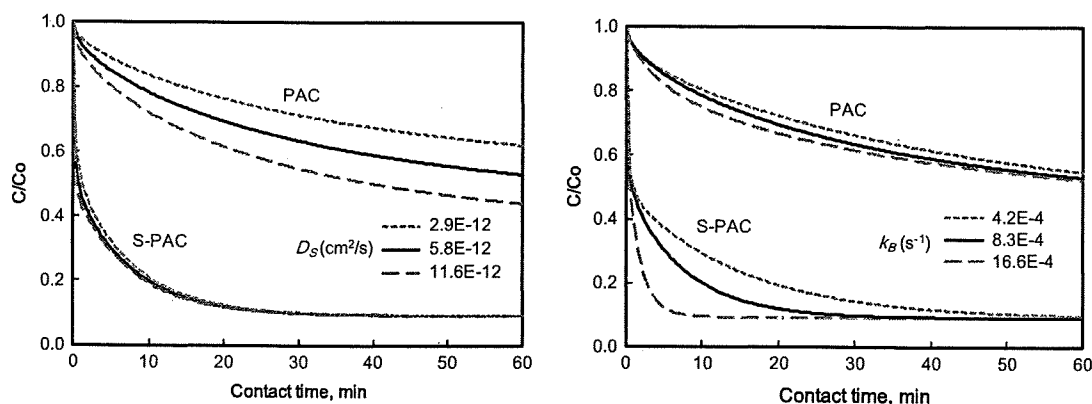 1.0
0.8
0.6
0.4
0.2
0.0
C/Co
PAC
S-PAC
D_S (cm²/s)
2.9E-12
5.8E-12
11.6E-12
0 10 20 30 40 50 60
Contact time, min
1.0
0.8
0.6
0.4
0.2
0.0
C/Co
PAC
S-PAC
k_B (s⁻¹)
4.2E-4
8.3E-4
16.6E-4
0 10 20 30 40 50 60
Contact time, min